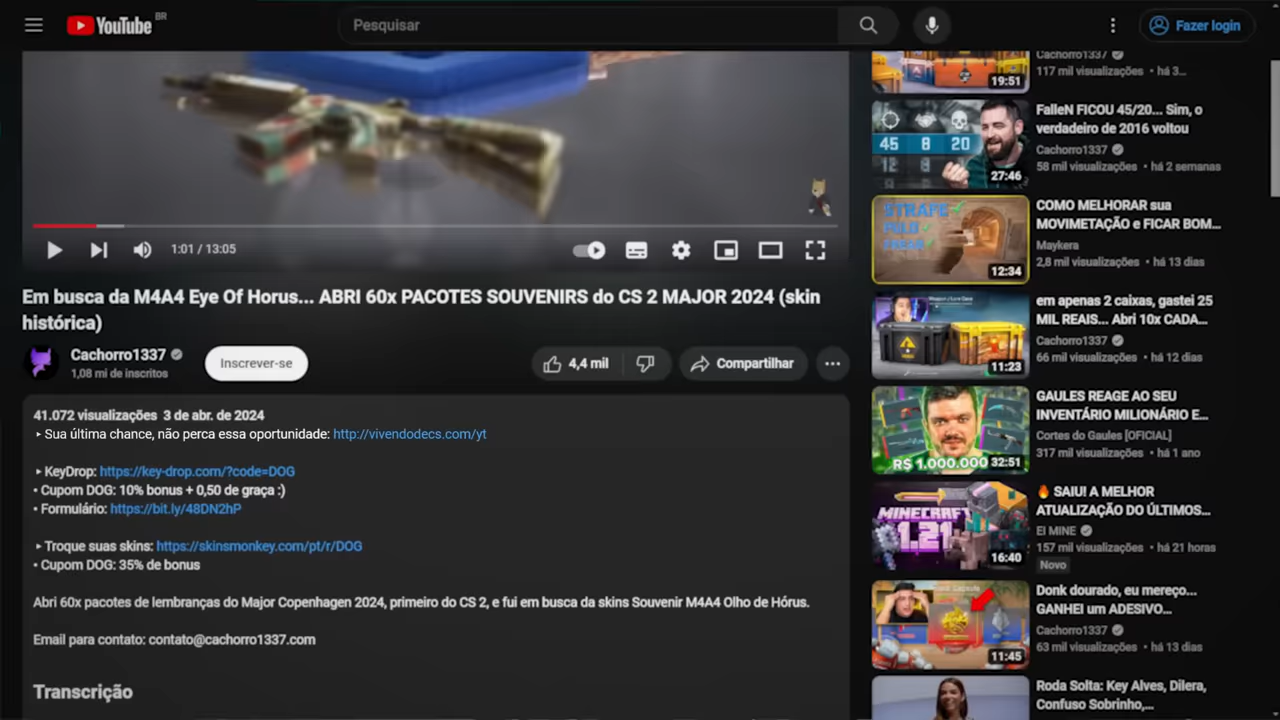 YouTube BR
Pesquisar
Fazer login
1:01 / 13:05
Em busca da M4A4 Eye Of Horus... ABRI 60x PACOTES SOUVENIRS do CS 2 MAJOR 2024 (skin
histórica)
Cachorro1337
1,08 mi de inscritos
Inscrever-se
4,4 mil
Compartilhar
41.072 visualizações 3 de abr. de 2024
‣ Sua última chance, não perca essa oportunidade: http://vivendodecs.com/yt
‣ KeyDrop: https://key-drop.com/?code=DOG
• Cupom DOG: 10% bonus + 0,50 de graça :)
• Formulário: https://bit.ly/48DN2hP
‣ Troque suas skins: https://skinsmonkey.com/pt/r/DOG
• Cupom DOG: 35% de bonus
Abri 60x pacotes de lembranças do Major Copenhagen 2024, primeiro do CS 2, e fui em busca da skins Souvenir M4A4 Olho de Hórus.
Email para contato: contato@cachorro1337.com
Transcrição
19:51
Cachorro1337
117 mil visualizações • há 3...
45 8 20
27:46
FalleN FICOU 45/20... Sim, o
verdadeiro de 2016 voltou
Cachorro1337
58 mil visualizações • há 2 semanas
STRAFE
PULO
12:34
COMO MELHORAR sua
MOVIMETAÇÃO e FICAR BOM...
Maykera
2,8 mil visualizações • há 13 dias
11:23
em apenas 2 caixas, gastei 25
MIL REAIS... Abri 10x CADA...
Cachorro1337
66 mil visualizações • há 12 dias
R$ 1.000.000
32:51
GAULES REAGE AO SEU
INVENTÁRIO MILIONÁRIO E...
Cortes do Gaules [OFICIAL]
317 mil visualizações • há 1 ano
MINECRAFT
1.21
16:40
🔥 SAIU! A MELHOR
ATUALIZAÇÃO DO ÚLTIMOS...
EI MINE
157 mil visualizações • há 21 horas
Novo
11:45
Donk dourado, eu mereço...
GANHEI um ADESIVO...
Cachorro1337
63 mil visualizações • há 13 dias
Roda Solta: Key Alves, Dilera,
Confuso Sobrinho,...